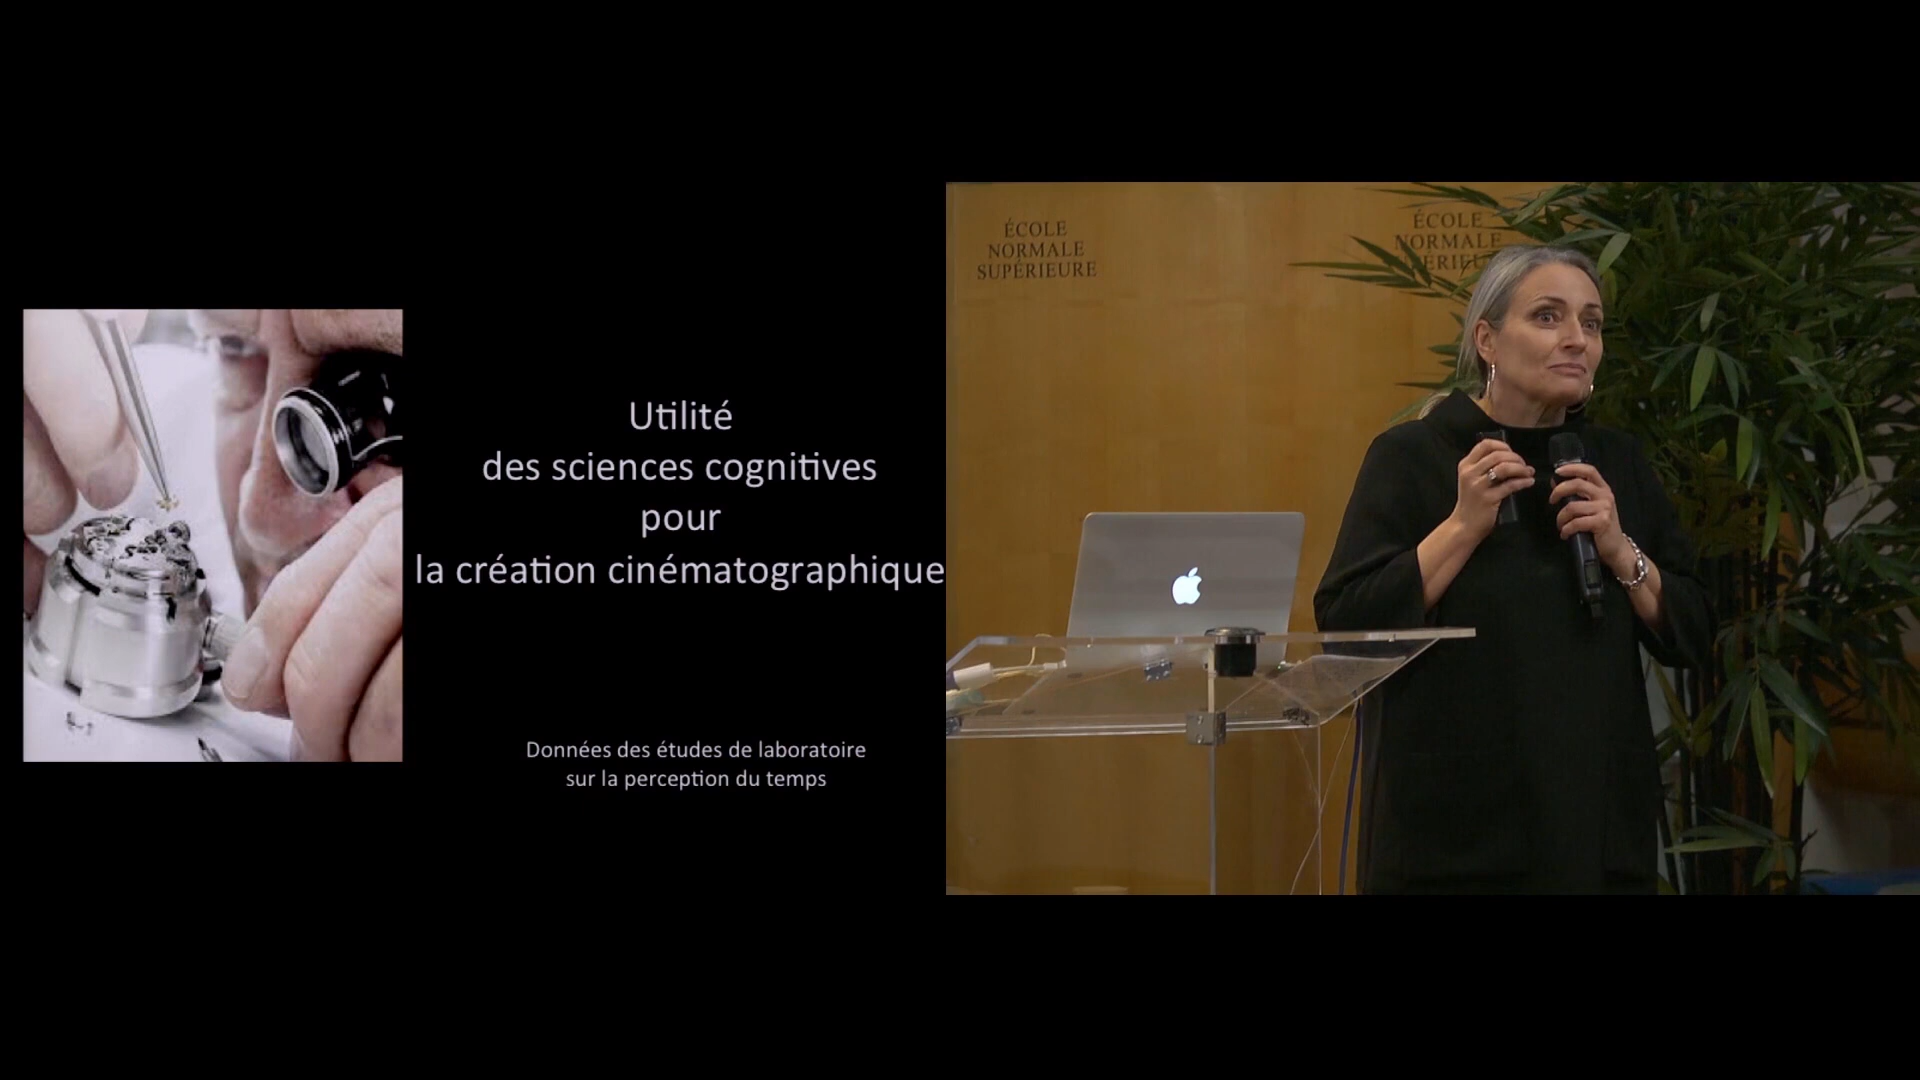 Utilité
des sciences cognitives
pour
la création cinématographique
Données des études de laboratoire
sur la perception du temps
ÉCOLE
NORMALE
SUPÉRIEURE
ÉCOLE
NORMALE